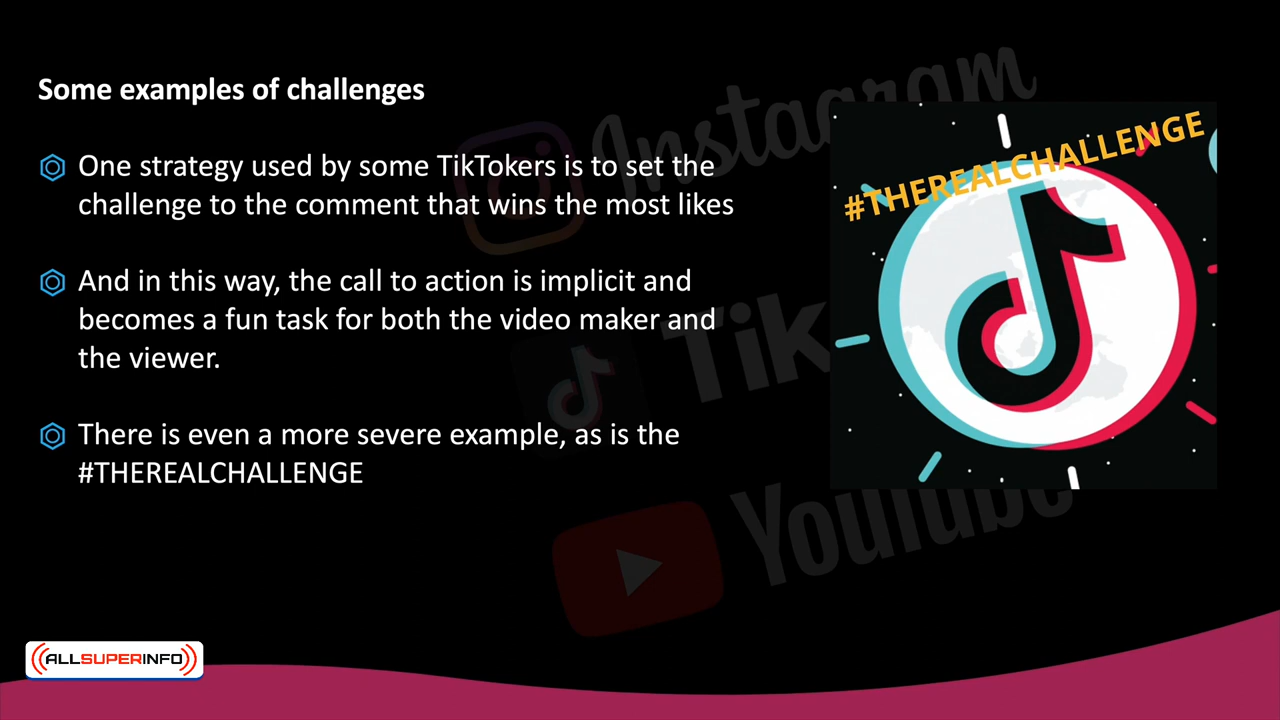 Some examples of challenges
One strategy used by some TikTokers is to set the
challenge to the comment that wins the most likes
And in this way, the call to action is implicit and
becomes a fun task for both the video maker and
the viewer.
There is even a more severe example, as is the
#THEREALCHALLENGE
#THEREALCHALLENGE
Instagram
Tik
YouTube
ALLSUPERINFO